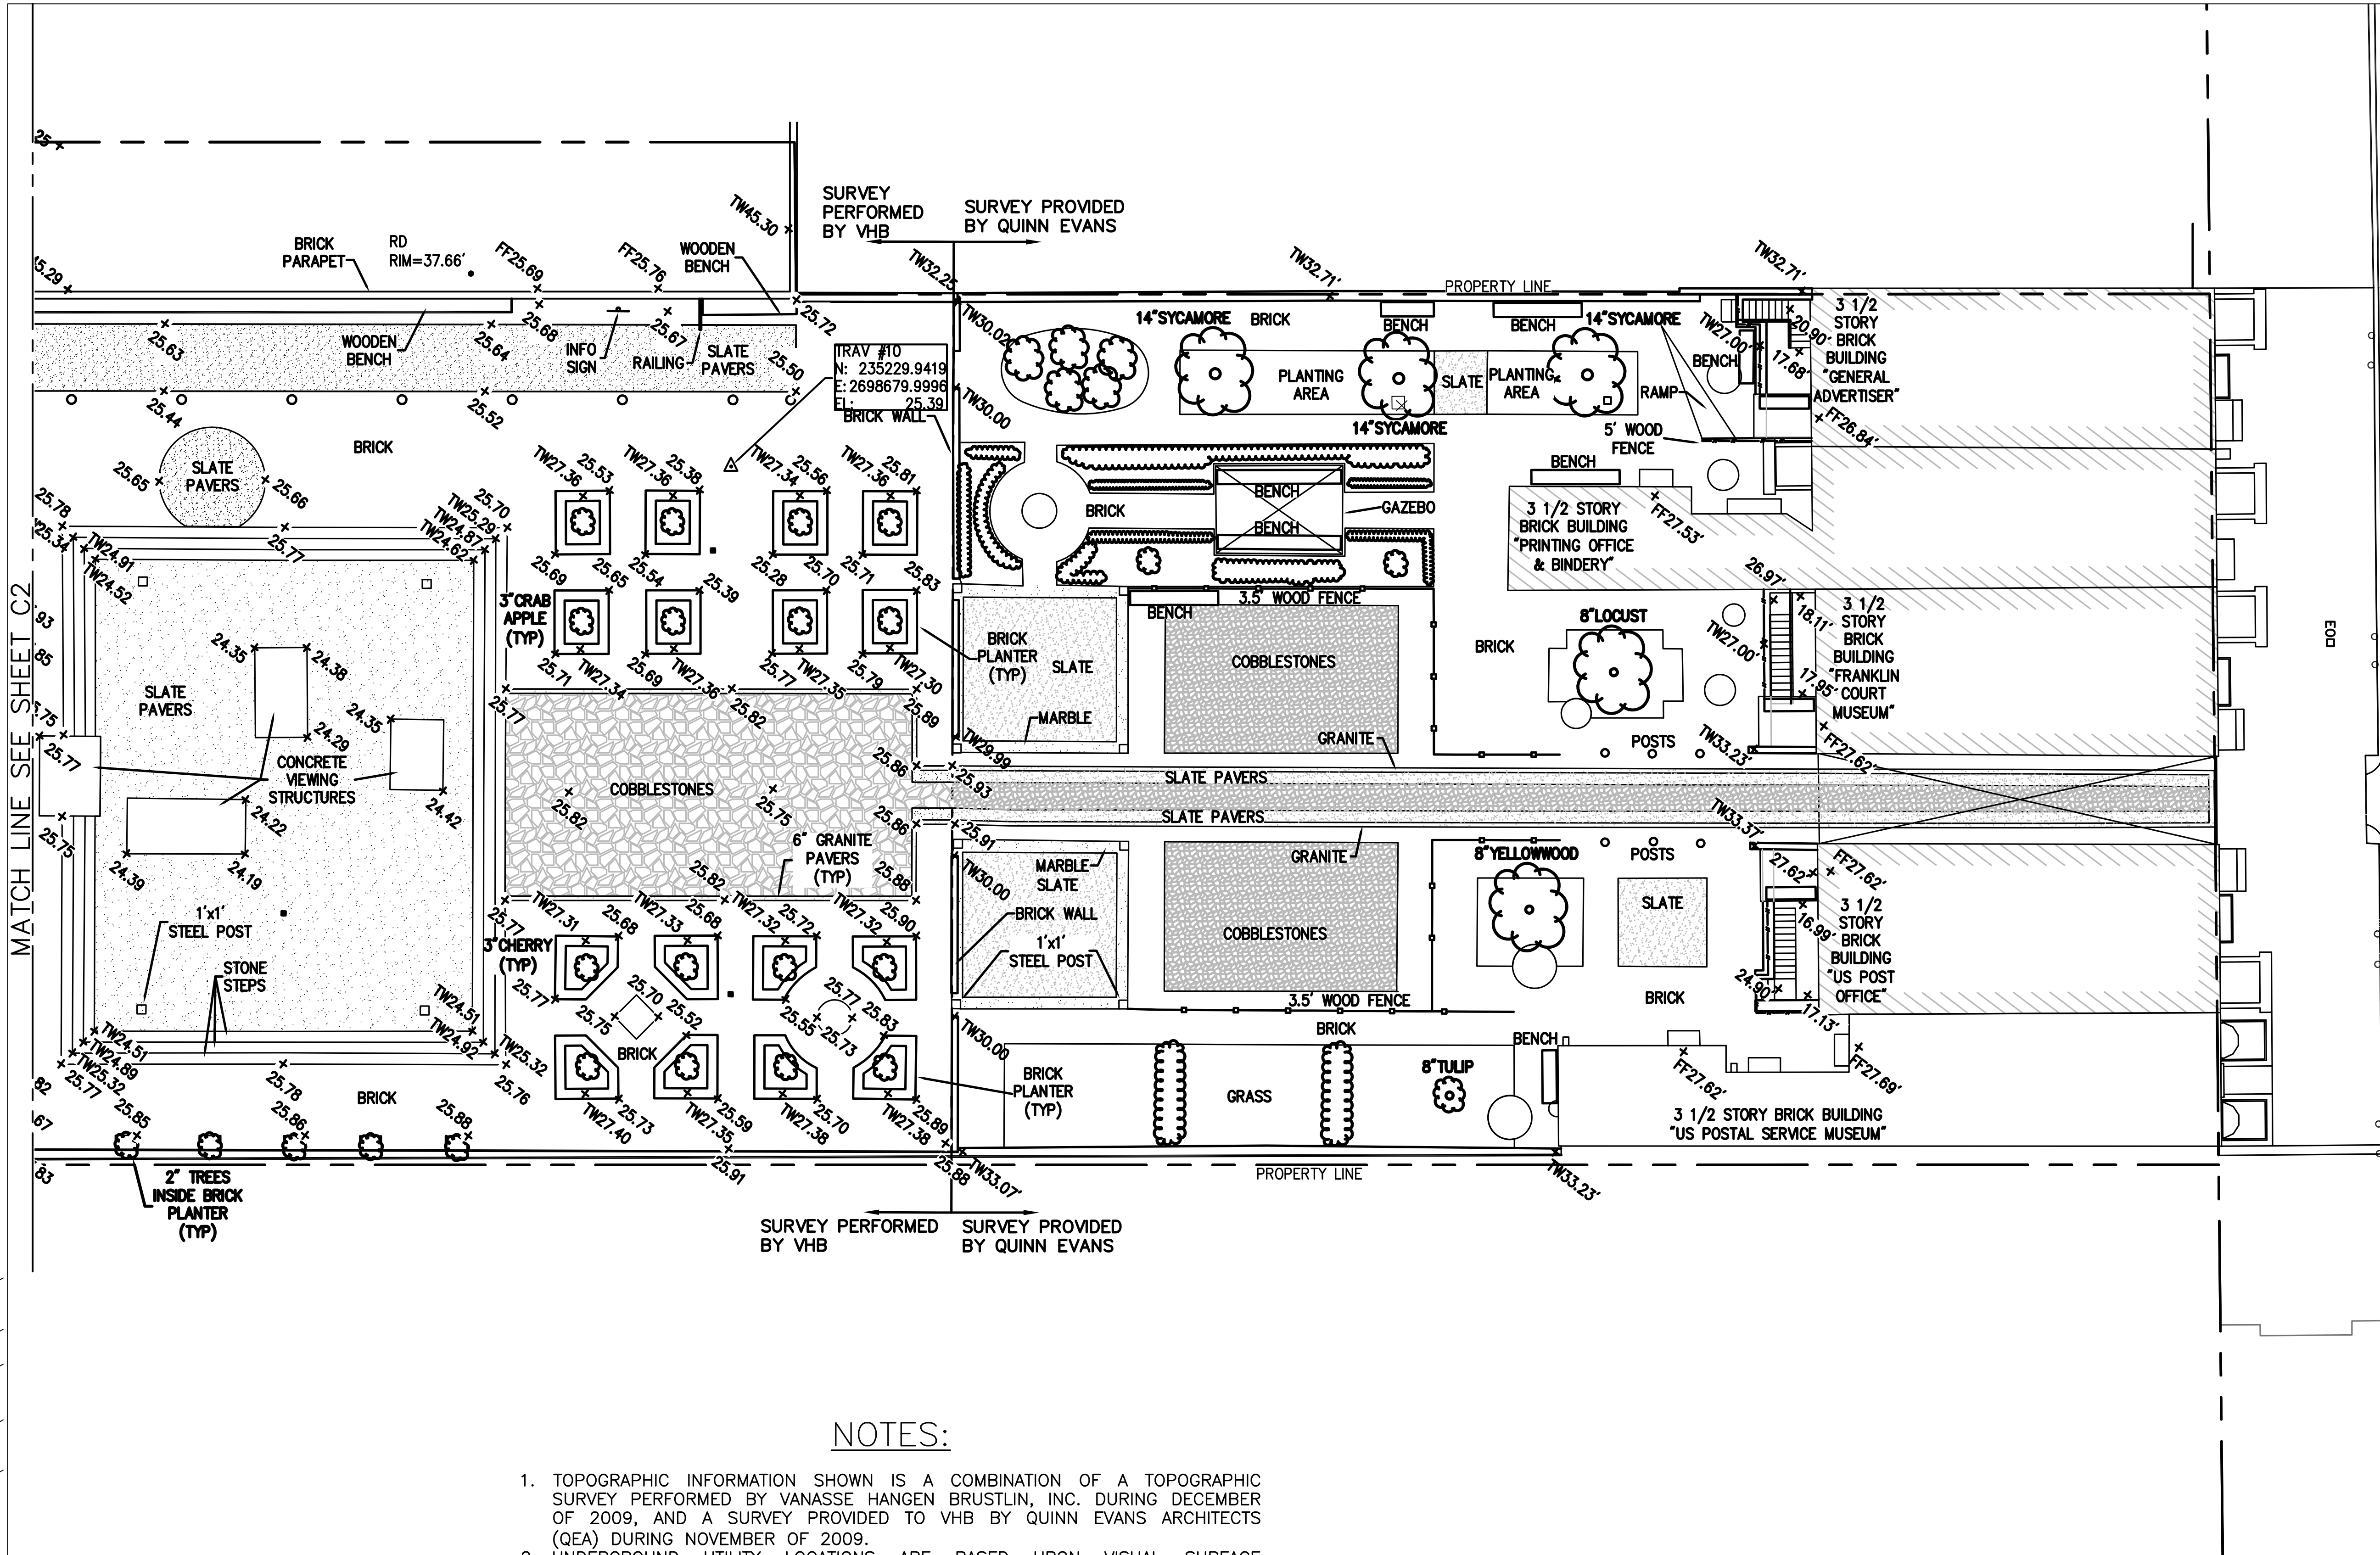 SURVEY
PERFORMED
BY VHB
SURVEY PROVIDED
BY QUINN EVANS
25
TW45.30
BRICK
PARAPET
RD
RIM=37.66'
FF25.69
FF25.76
WOODEN
BENCH
5.29
TW32.25
TW32.71'
TW32.71'
PROPERTY LINE
WOODEN
BENCH
25.63
25.64
25.68
INFO
SIGN
25.67
RAILING
SLATE
PAVERS
25.72
25.50
25.44
25.52
TRAV #10
N: 235229.9419
E: 2698679.9996
EL: 25.39
BRICK WALL
TW30.02
TW30.00
14"SYCAMORE
BRICK
BENCH
BENCH
14"SYCAMORE
PLANTING
AREA
SLATE
PLANTING
AREA
14"SYCAMORE
RAMP
5' WOOD
FENCE
TW27.00'
BENCH
20.90'
17.68'
FF26.84'
3 1/2
STORY
BRICK
BUILDING
"GENERAL
ADVERTISER"
BRICK
SLATE
PAVERS
25.65
25.66
25.78
25.34
TW24.91
TW24.52
25.77
25.70
TW25.29
TW24.87
TW24.62
TW27.36
25.53
TW27.36
25.38
TW27.34
25.56
TW27.36
25.81
25.69
25.65
25.54
25.39
25.28
25.70
25.71
25.83
3"CRAB
APPLE
(TYP)
25.71
TW27.34
25.69
TW27.36
25.77
TW27.35
25.79
TW27.30
BRICK
PLANTER
(TYP)
BRICK
BENCH
BENCH
GAZEBO
BENCH
3 1/2 STORY
BRICK BUILDING
"PRINTING OFFICE
& BINDERY"
FF27.53'
BENCH
3.5' WOOD FENCE
SLATE
MARBLE
COBBLESTONES
BRICK
8"LOCUST
26.97'
18.11'
TW27.00'
17.95'
3 1/2
STORY
BRICK
BUILDING
"FRANKLIN
COURT
MUSEUM"
FF27.62'
EO
MATCH LINE SEE SHEET C2
.93
.85
5.75
25.77
25.75
SLATE
PAVERS
24.35
24.38
24.29
24.35
24.42
CONCRETE
VIEWING
STRUCTURES
24.39
24.22
24.19
25.77
25.82
25.89
25.86
TW29.99
25.93
COBBLESTONES
25.82
25.75
25.86
25.91
GRANITE
POSTS
TW33.23'
SLATE PAVERS
SLATE PAVERS
TW33.37'
6" GRANITE
PAVERS
(TYP)
25.82
25.88
TW30.00
MARBLE
SLATE
BRICK WALL
1'x1'
STEEL POST
GRANITE
COBBLESTONES
3.5' WOOD FENCE
8"YELLOWWOOD
POSTS
SLATE
BRICK
27.62'
FF27.62'
16.99'
24.90'
17.13'
3 1/2
STORY
BRICK
BUILDING
"US POST
OFFICE"
1'x1'
STEEL POST
STONE
STEPS
TW24.51
TW24.92
TW25.32
25.76
TW24.51
TW24.89
TW25.32
25.77
25.78
25.77
TW27.31
25.68
TW27.33
25.68
TW27.32
25.72
TW27.32
25.90
3"CHERRY
(TYP)
25.77
25.70
25.75
25.52
25.77
25.55
25.73
25.83
BRICK
TW27.40
25.73
TW27.35
25.59
TW27.38
25.70
TW27.38
25.89
TW30.00
BRICK
PLANTER
(TYP)
BRICK
GRASS
8"TULIP
BENCH
FF27.62'
FF27.69'
3 1/2 STORY BRICK BUILDING
"US POSTAL SERVICE MUSEUM"
82
.67
.83
25.85
25.86
BRICK
25.88
25.91
25.88
TW33.07'
TW33.23'
PROPERTY LINE
2" TREES
INSIDE BRICK
PLANTER
(TYP)
SURVEY PERFORMED
BY VHB
SURVEY PROVIDED
BY QUINN EVANS
NOTES:
1. TOPOGRAPHIC INFORMATION SHOWN IS A COMBINATION OF A TOPOGRAPHIC
SURVEY PERFORMED BY VANASSE HANGEN BRUSTLIN, INC. DURING DECEMBER
OF 2009, AND A SURVEY PROVIDED TO VHB BY QUINN EVANS ARCHITECTS
(QEA) DURING NOVEMBER OF 2009.
2. UNDERGROUND UTILITY LOCATIONS ARE BASED UPON VISUAL SURFACE